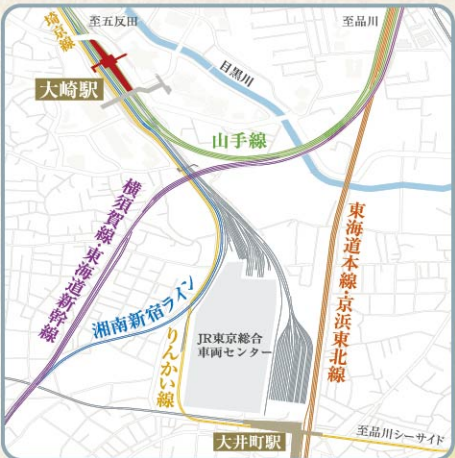 埼京線
至五反田
至品川
目黒川
大崎駅
山手線
横須賀線・東海道新幹線
東海道本線・京浜東北線
湘南新宿ライン
りんかい線
JR東京総合
車両センター
至品川シーサイド
大井町駅